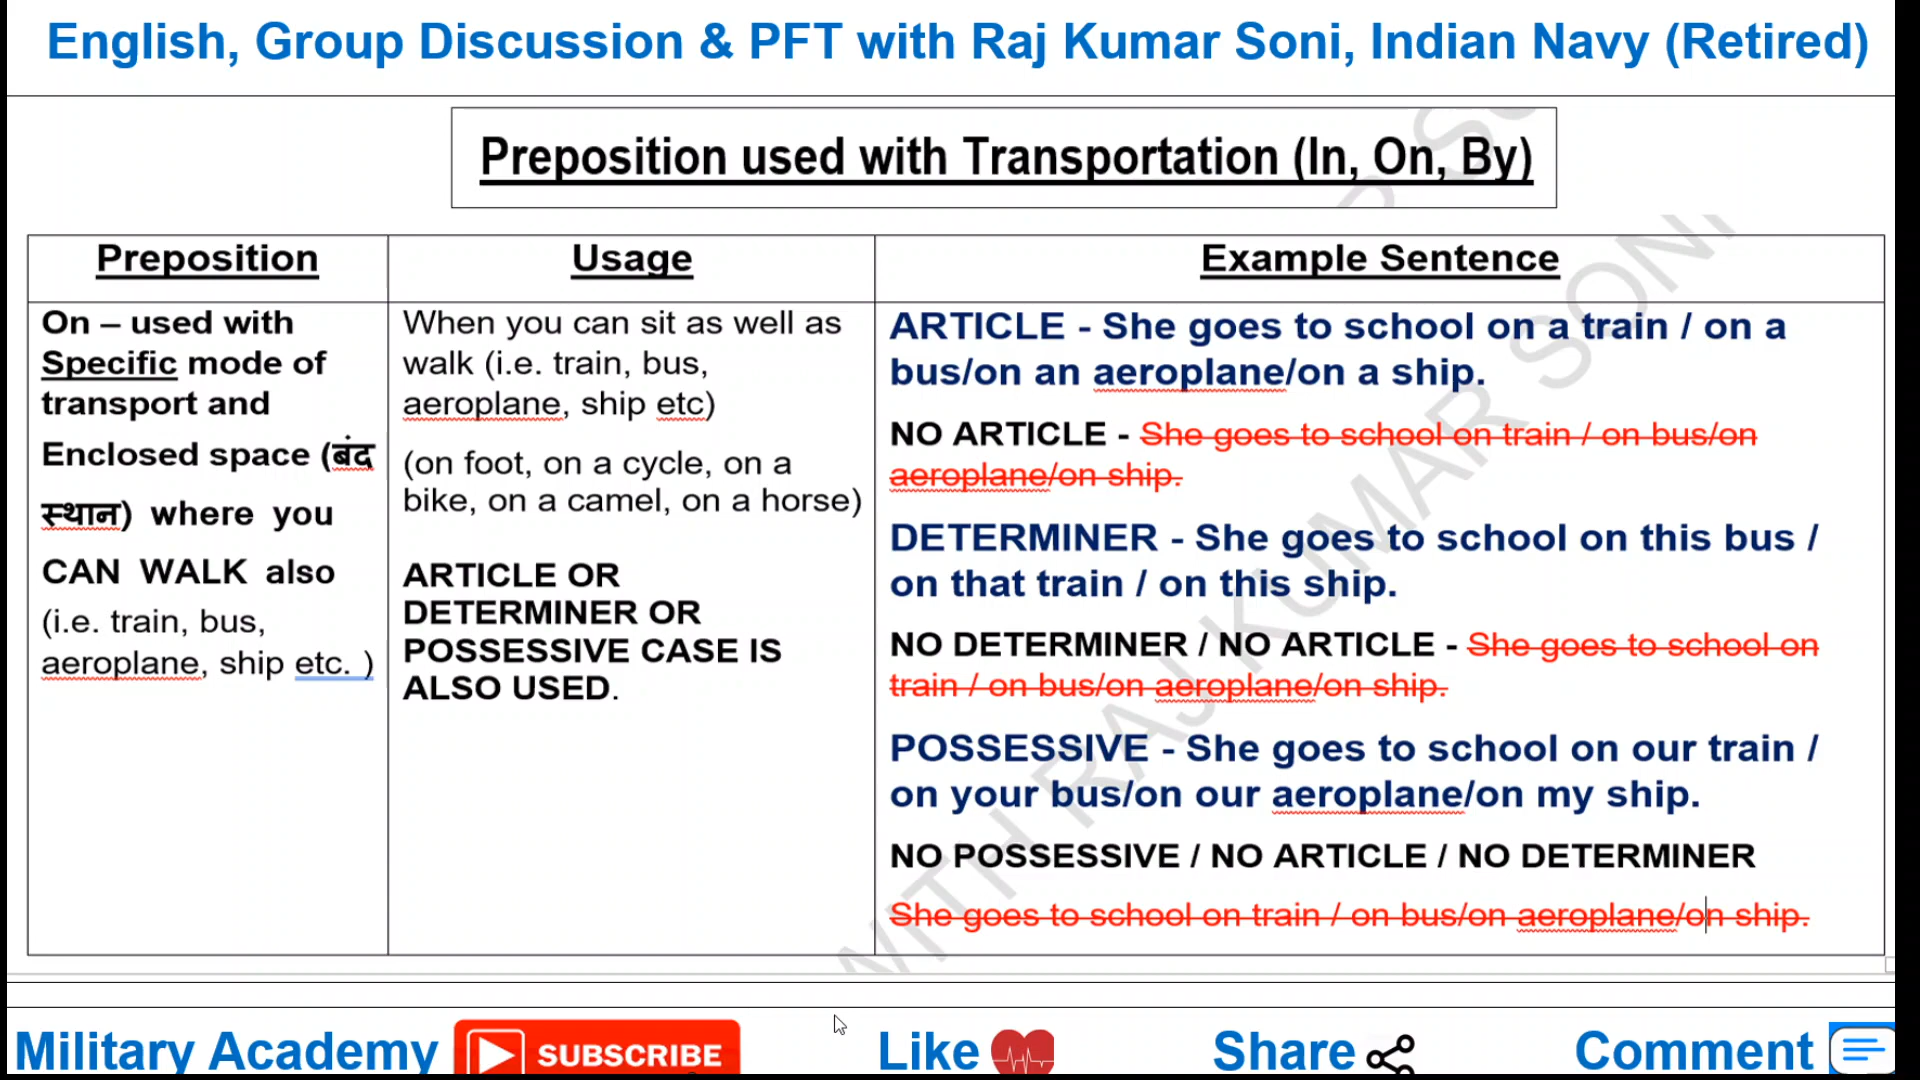 English, Group Discussion & PFT with Raj Kumar Soni, Indian Navy (Retired)
Preposition used with Transportation (In, On, By)
Preposition
Usage
Example Sentence
On – used with
Specific mode of
transport and
Enclosed space (बंद
स्थान) where you
CAN WALK also
(i.e. train, bus,
aeroplane, ship etc. )
When you can sit as well as
walk (i.e. train, bus,
aeroplane, ship etc)
(on foot, on a cycle, on a
bike, on a camel, on a horse)
ARTICLE OR
DETERMINER OR
POSSESSIVE CASE IS
ALSO USED.
ARTICLE - She goes to school on a train / on a
bus/on an aeroplane/on a ship.
NO ARTICLE - She goes to school on train / on bus/on
aeroplane/on ship.
DETERMINER - She goes to school on this bus /
on that train / on this ship.
NO DETERMINER / NO ARTICLE - She goes to school on
train / on bus/on aeroplane/on ship.
POSSESSIVE - She goes to school on our train /
on your bus/on our aeroplane/on my ship.
NO POSSESSIVE / NO ARTICLE / NO DETERMINER
She goes to school on train / on bus/on aeroplane/on ship.
WITH RAJ KUMAR SONI
Military Academy
SUBSCRIBE
Like
Share
Comment